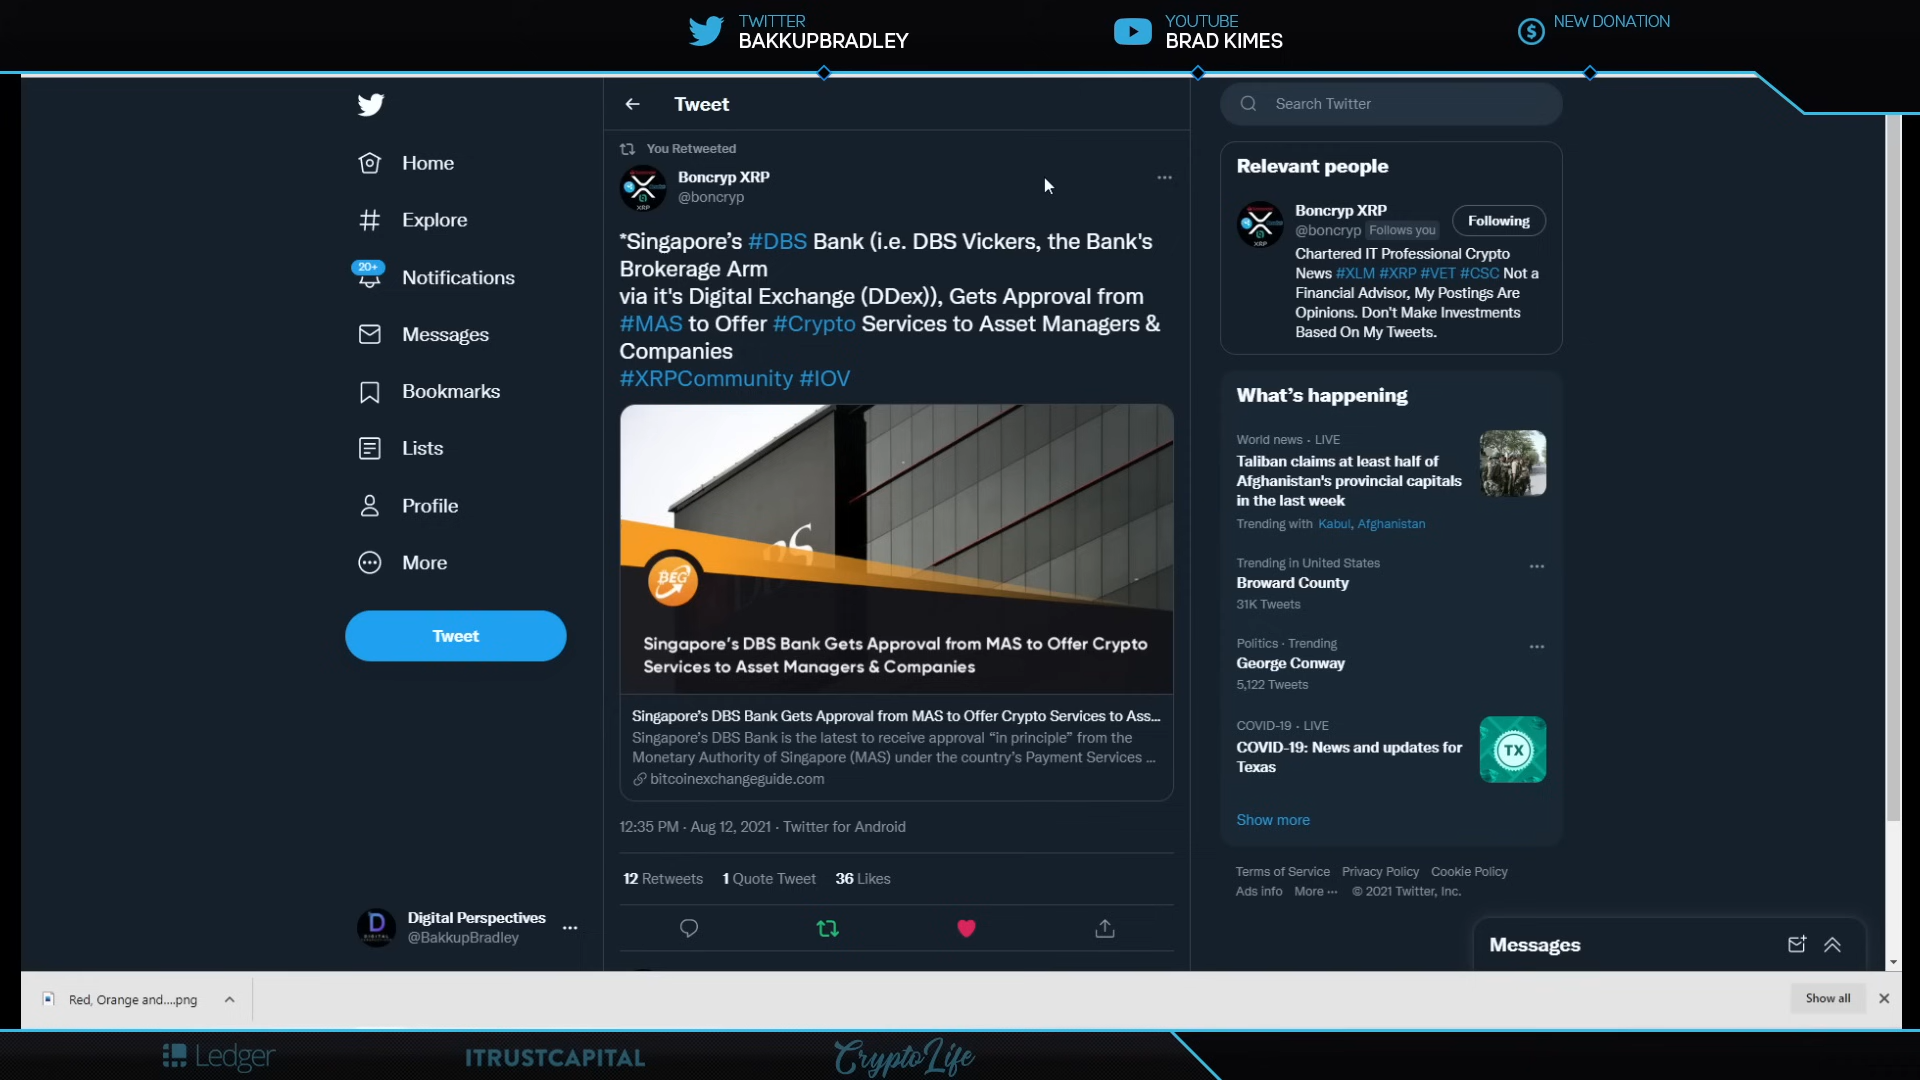 TWITTER
BAKKUPBRADLEY
YOUTUBE
BRAD KIMES
NEW DONATION
Home
Explore
20+
Notifications
Messages
Bookmarks
Lists
Profile
More
Tweet
Digital Perspectives
@BakkupBradley
Tweet
You Retweeted
Boncryp XRP
@boncryp
*Singapore's #DBS Bank (i.e. DBS Vickers, the Bank's
Brokerage Arm
via it's Digital Exchange (DDex)), Gets Approval from
#MAS to Offer #Crypto Services to Asset Managers &
Companies
#XRPCommunity #IOV
BEG
Singapore's DBS Bank Gets Approval from MAS to Offer Crypto
Services to Asset Managers & Companies
Singapore's DBS Bank Gets Approval from MAS to Offer Crypto Services to Ass...
Singapore's DBS Bank is the latest to receive approval “in principle” from the
Monetary Authority of Singapore (MAS) under the country's Payment Services ...
bitcoinexchangeguide.com
12:35 PM · Aug 12, 2021 · Twitter for Android
12 Retweets 1 Quote Tweet 36 Likes
Search Twitter
Relevant people
Boncryp XRP
@boncryp Follows you
Following
Chartered IT Professional Crypto
News #XLM #XRP #VET #CSC Not a
Financial Advisor, My Postings Are
Opinions. Don't Make Investments
Based On My Tweets.
What's happening
World news · LIVE
Taliban claims at least half of
Afghanistan's provincial capitals
in the last week
Trending with Kabul, Afghanistan
Trending in United States
Broward County
31K Tweets
Politics · Trending
George Conway
5,122 Tweets
COVID-19 · LIVE
COVID-19: News and updates for
Texas
TX
Show more
Terms of Service Privacy Policy Cookie Policy
Ads info More ··· © 2021 Twitter, Inc.
Messages
Red, Orange and....png
Show all
Ledger
ITRUSTCAPITAL
CryptoLife